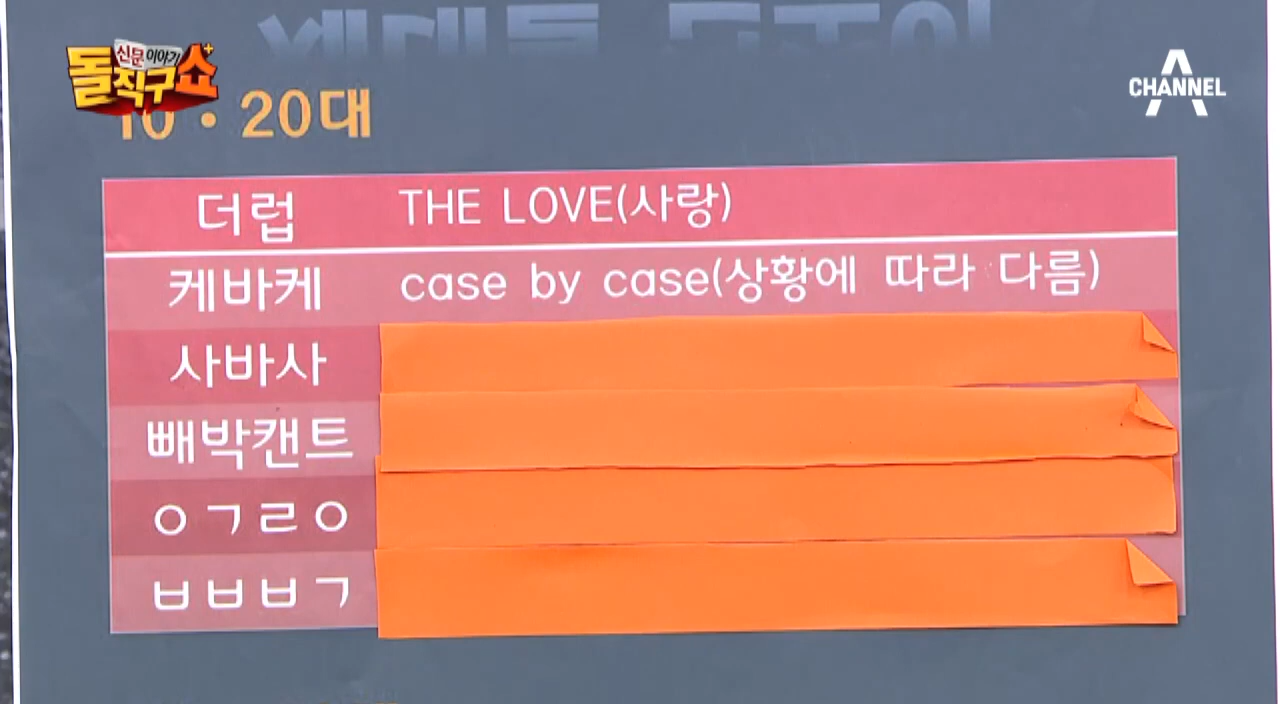 신문이야기
돌직구쇼+
CHANNEL A
10・20대
더럽 THE LOVE(사랑)
케바케 case by case(상황에 따라 다름)
사바사
빼박캔트
ㅇㄱㄹㅇ
ㅂㅂㅂㄱ